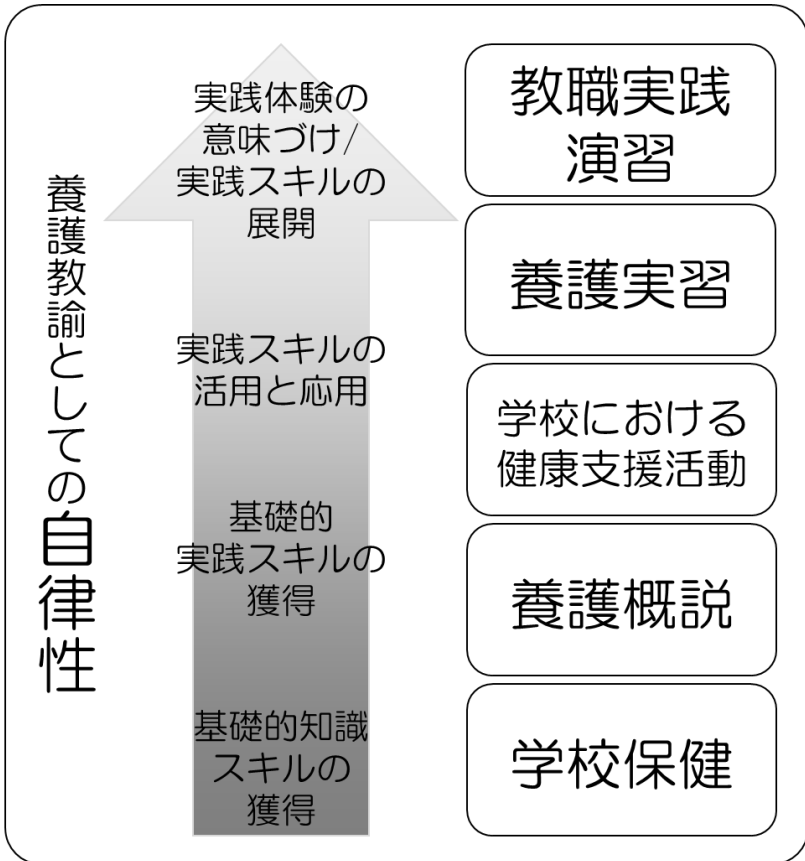 養護教諭としての自律性
実践体験の
意味づけ/
実践スキルの
展開
実践スキルの
活用と応用
基礎的
実践スキルの
獲得
基礎的知識
スキルの
獲得
教職実践
演習
養護実習
学校における
健康支援活動
養護概説
学校保健